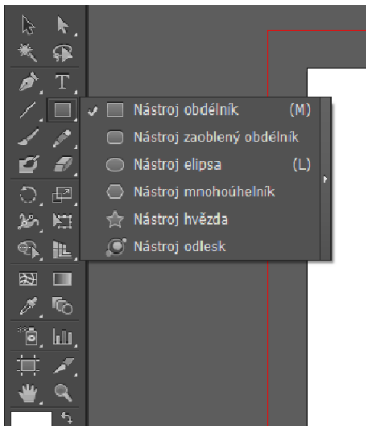 T
Nástroj obdélník (M)
Nástroj zaoblený obdélník
Nástroj elipsa (L)
Nástroj mnohoúhelník
Nástroj hvězda
Nástroj odlesk